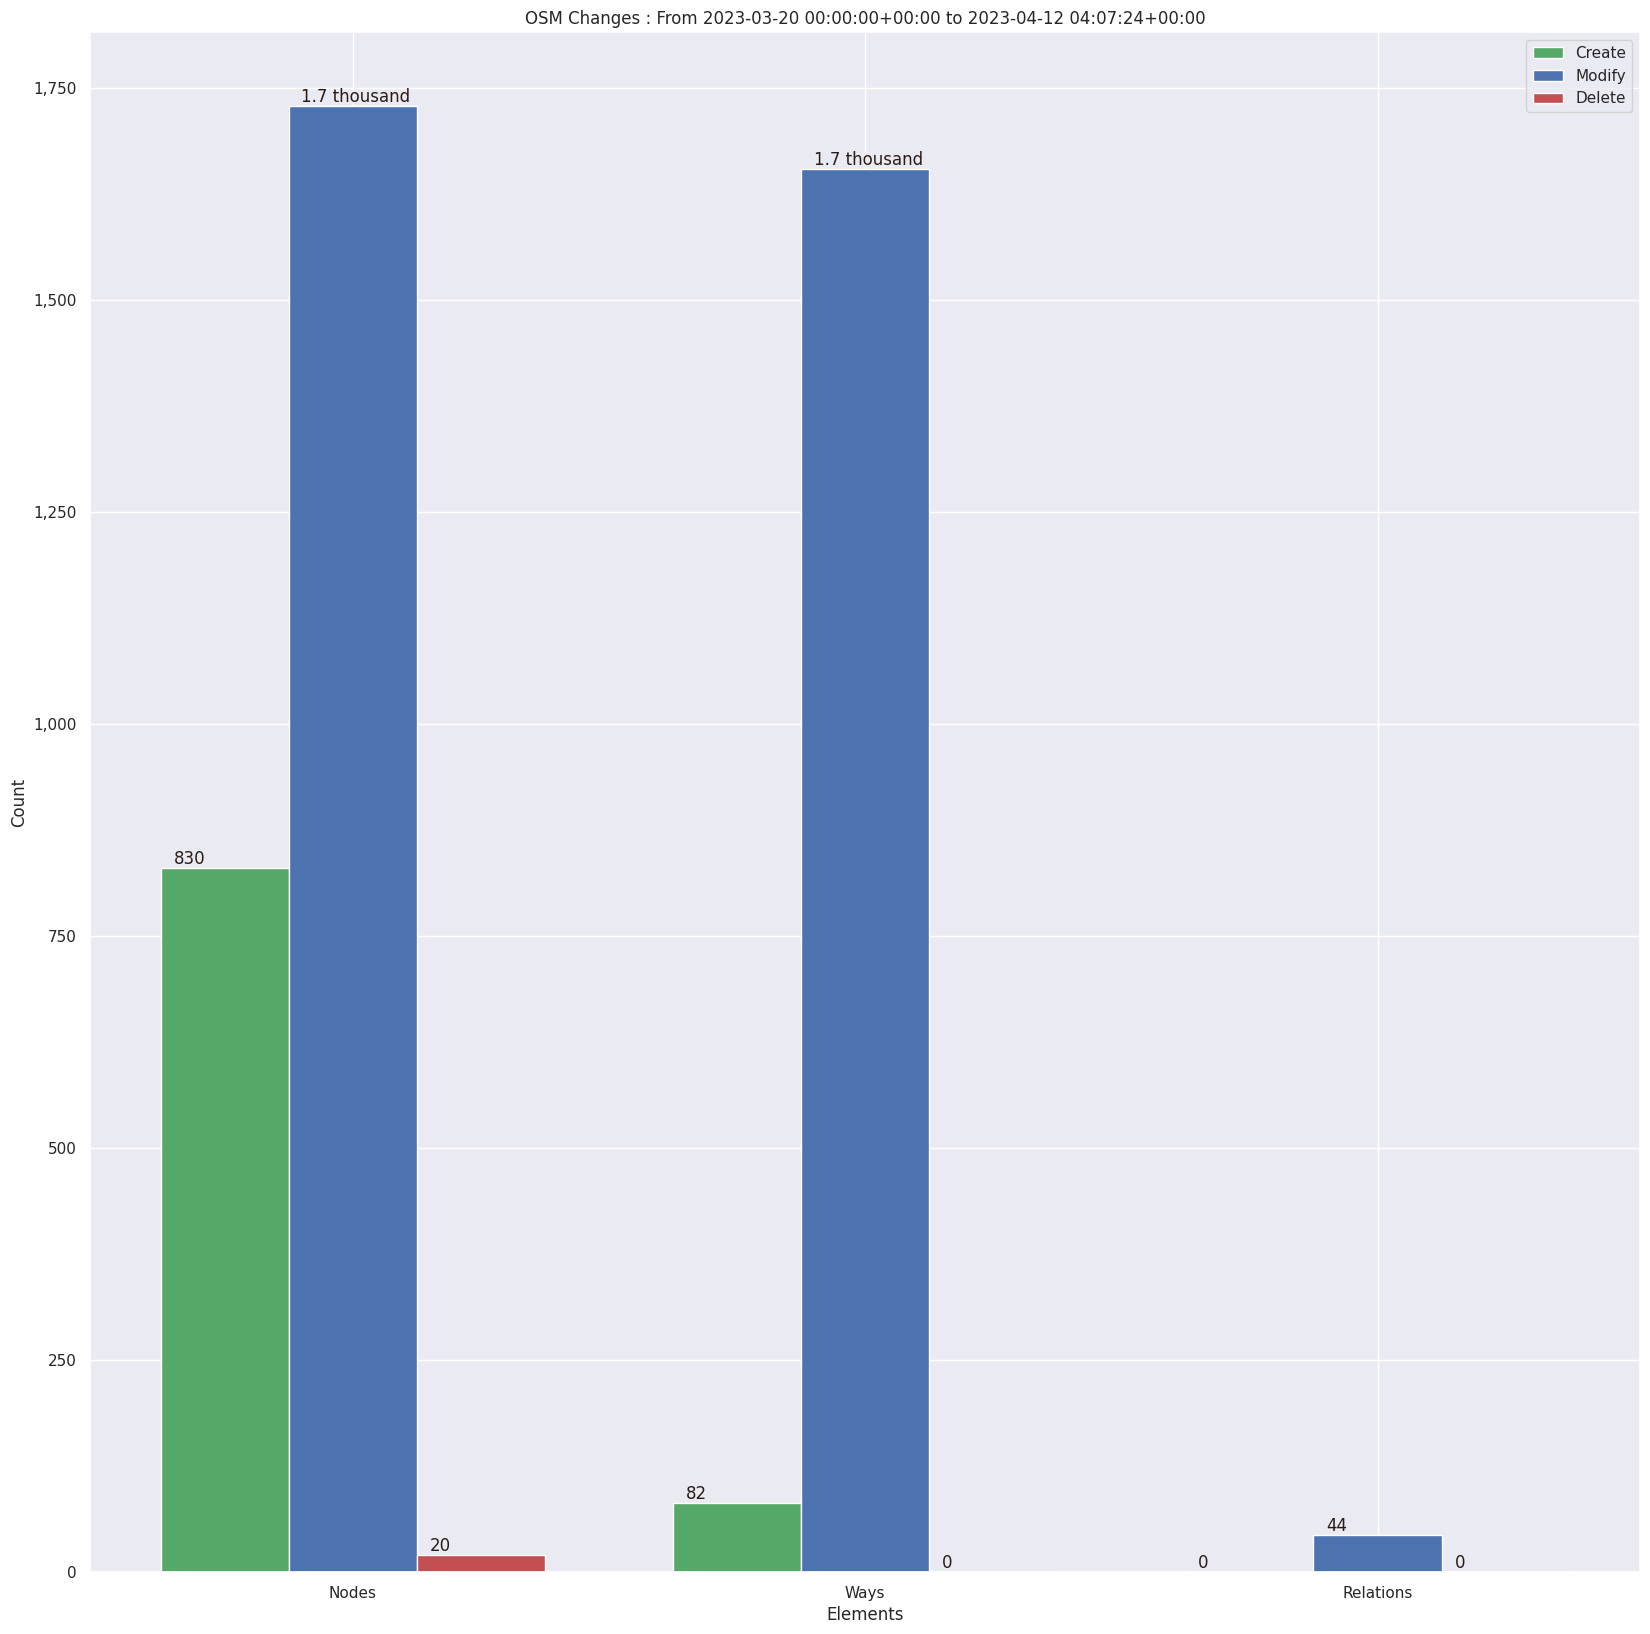 OSM Changes : From 2023-03-20 00:00:00+00:00 to 2023-04-12 04:07:24+00:00
Create
Modify
Delete
1,750
1,500
1,250
1,000
750
500
250
0
Count
830
1.7 thousand
20
82
1.7 thousand
0
0
44
0
Nodes
Ways
Relations
Elements